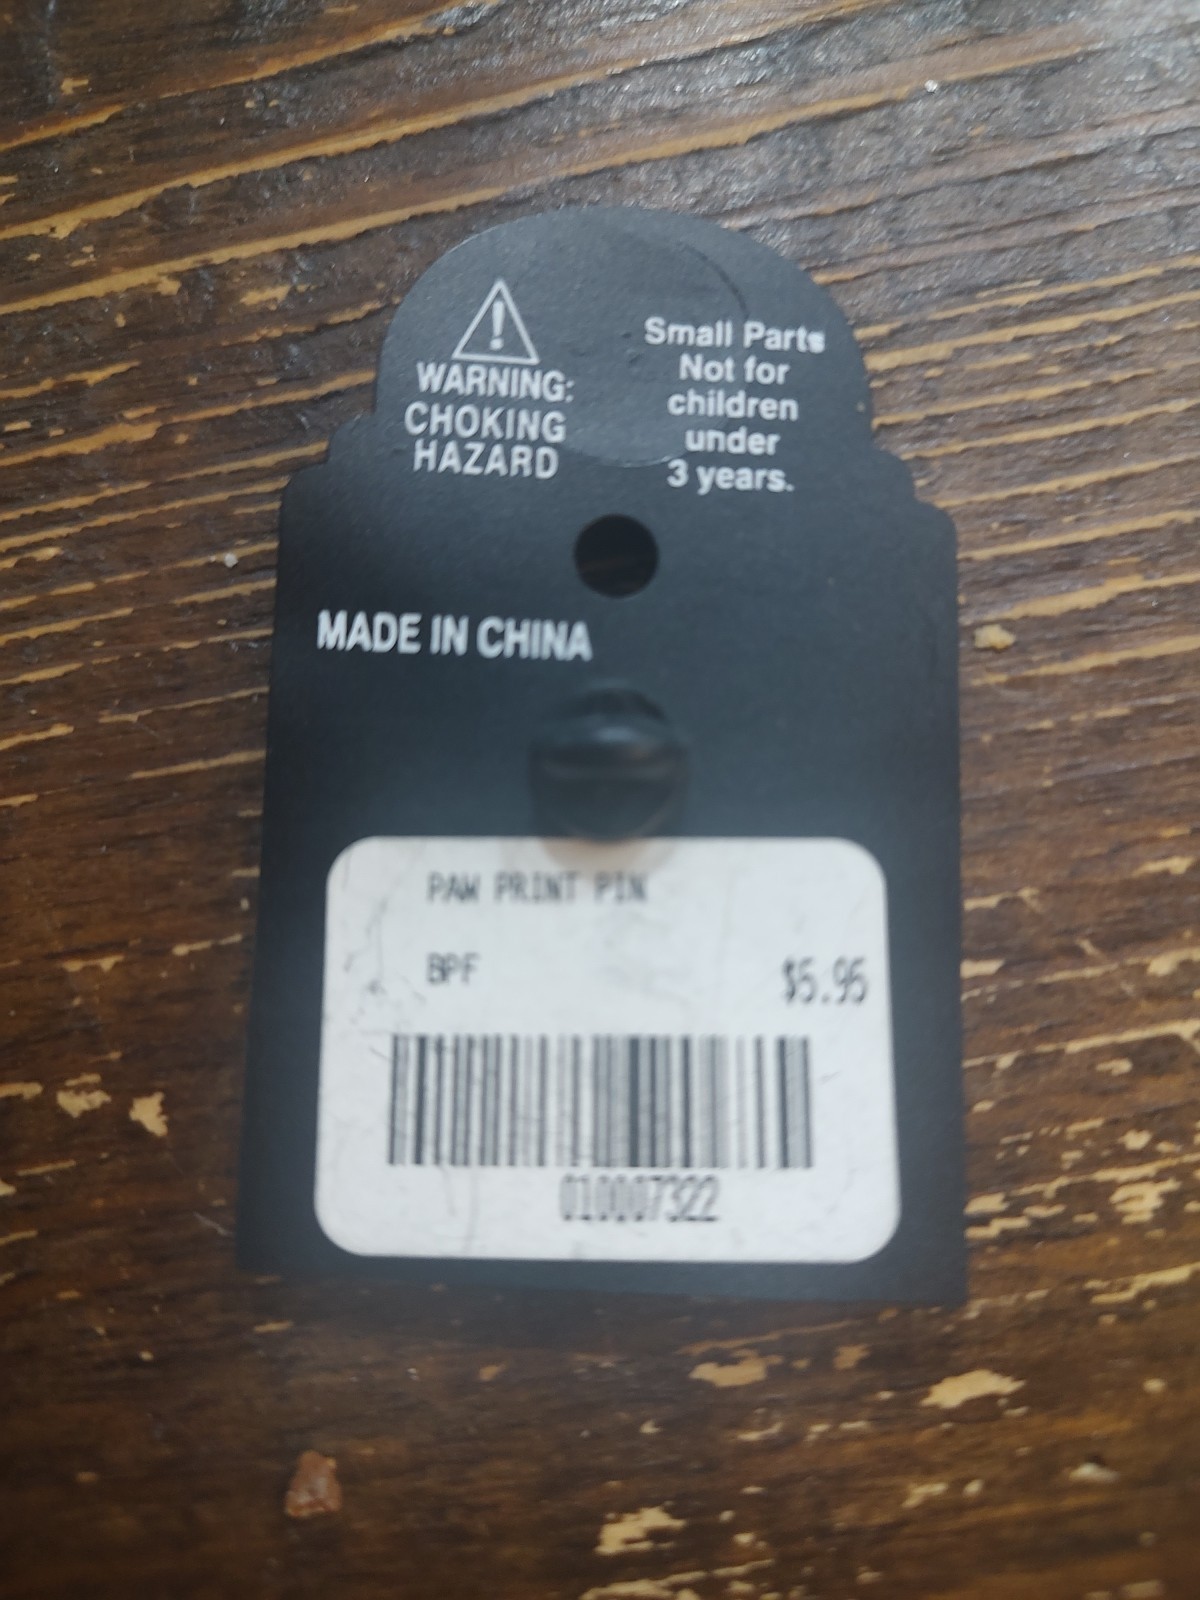 WARNING:
CHOKING
HAZARD
Small Parts
Not for
children
under
3 years.
MADE IN CHINA
PAW PRINT PIN
BPF
$5.95
010007322